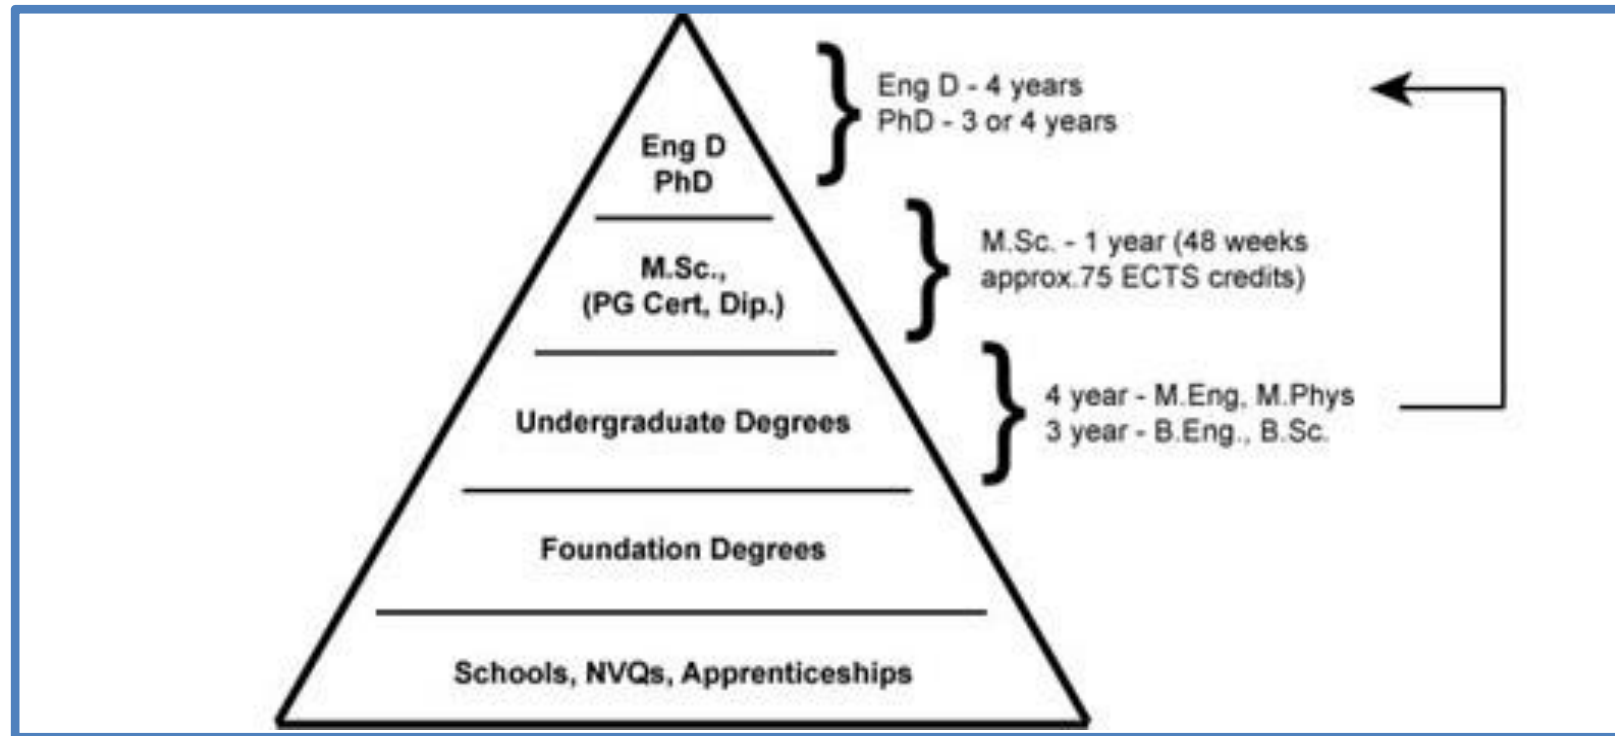 Eng D
PhD
Eng D - 4 years
PhD - 3 or 4 years
M.Sc.,
(PG Cert, Dip.)
M.Sc. - 1 year (48 weeks
approx.75 ECTS credits)
Undergraduate Degrees
4 year - M.Eng, M.Phys
3 year - B.Eng., B.Sc.
Foundation Degrees
Schools, NVQs, Apprenticeships